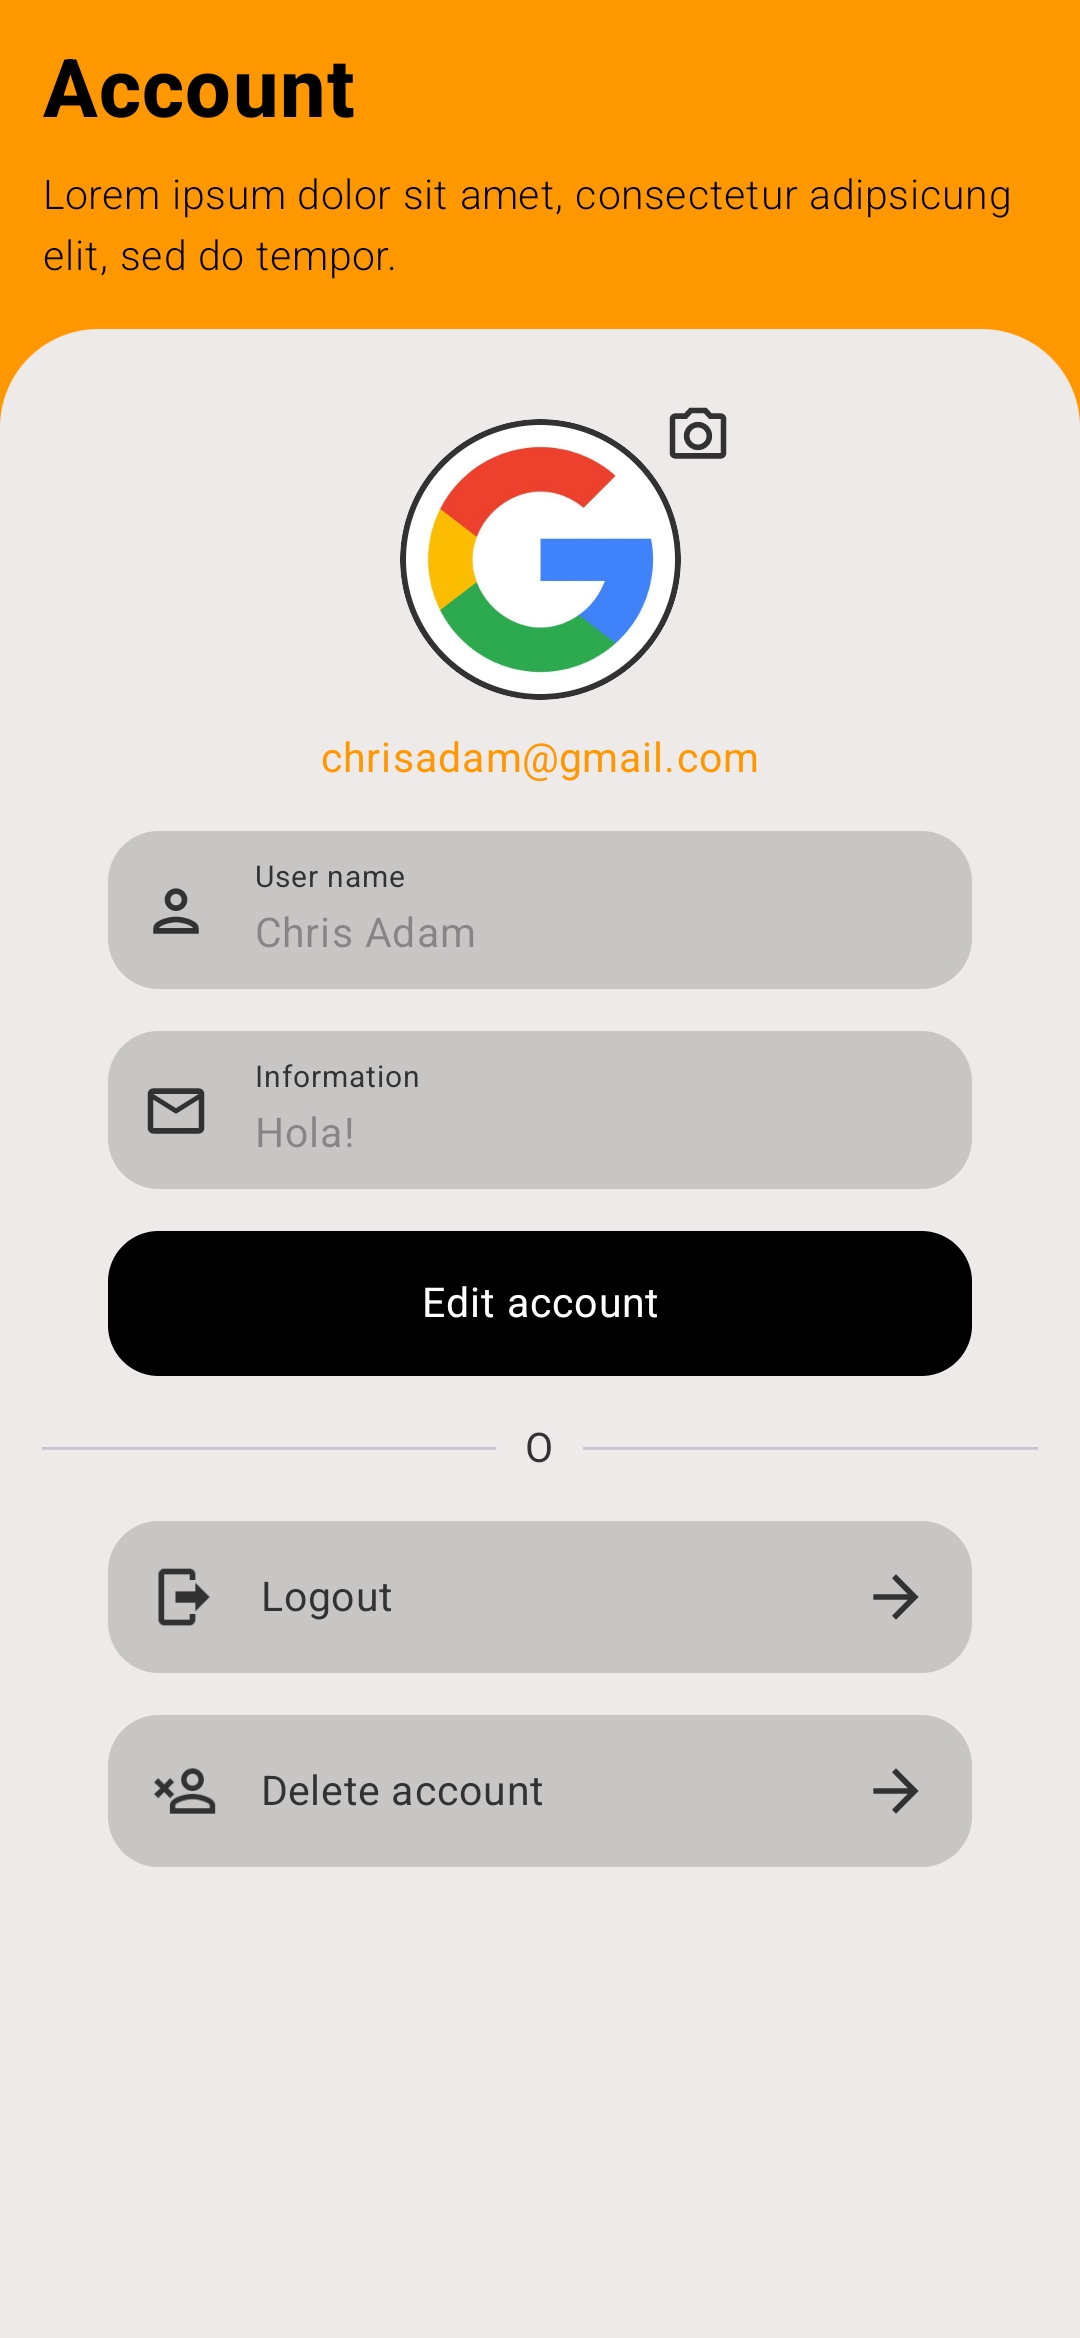 Account
Lorem ipsum dolor sit amet, consectetur adipsicung
elit, sed do tempor.
chrisadam@gmail.com
User name
Chris Adam
Information
Hola!
Edit account
O
Logout
Delete account